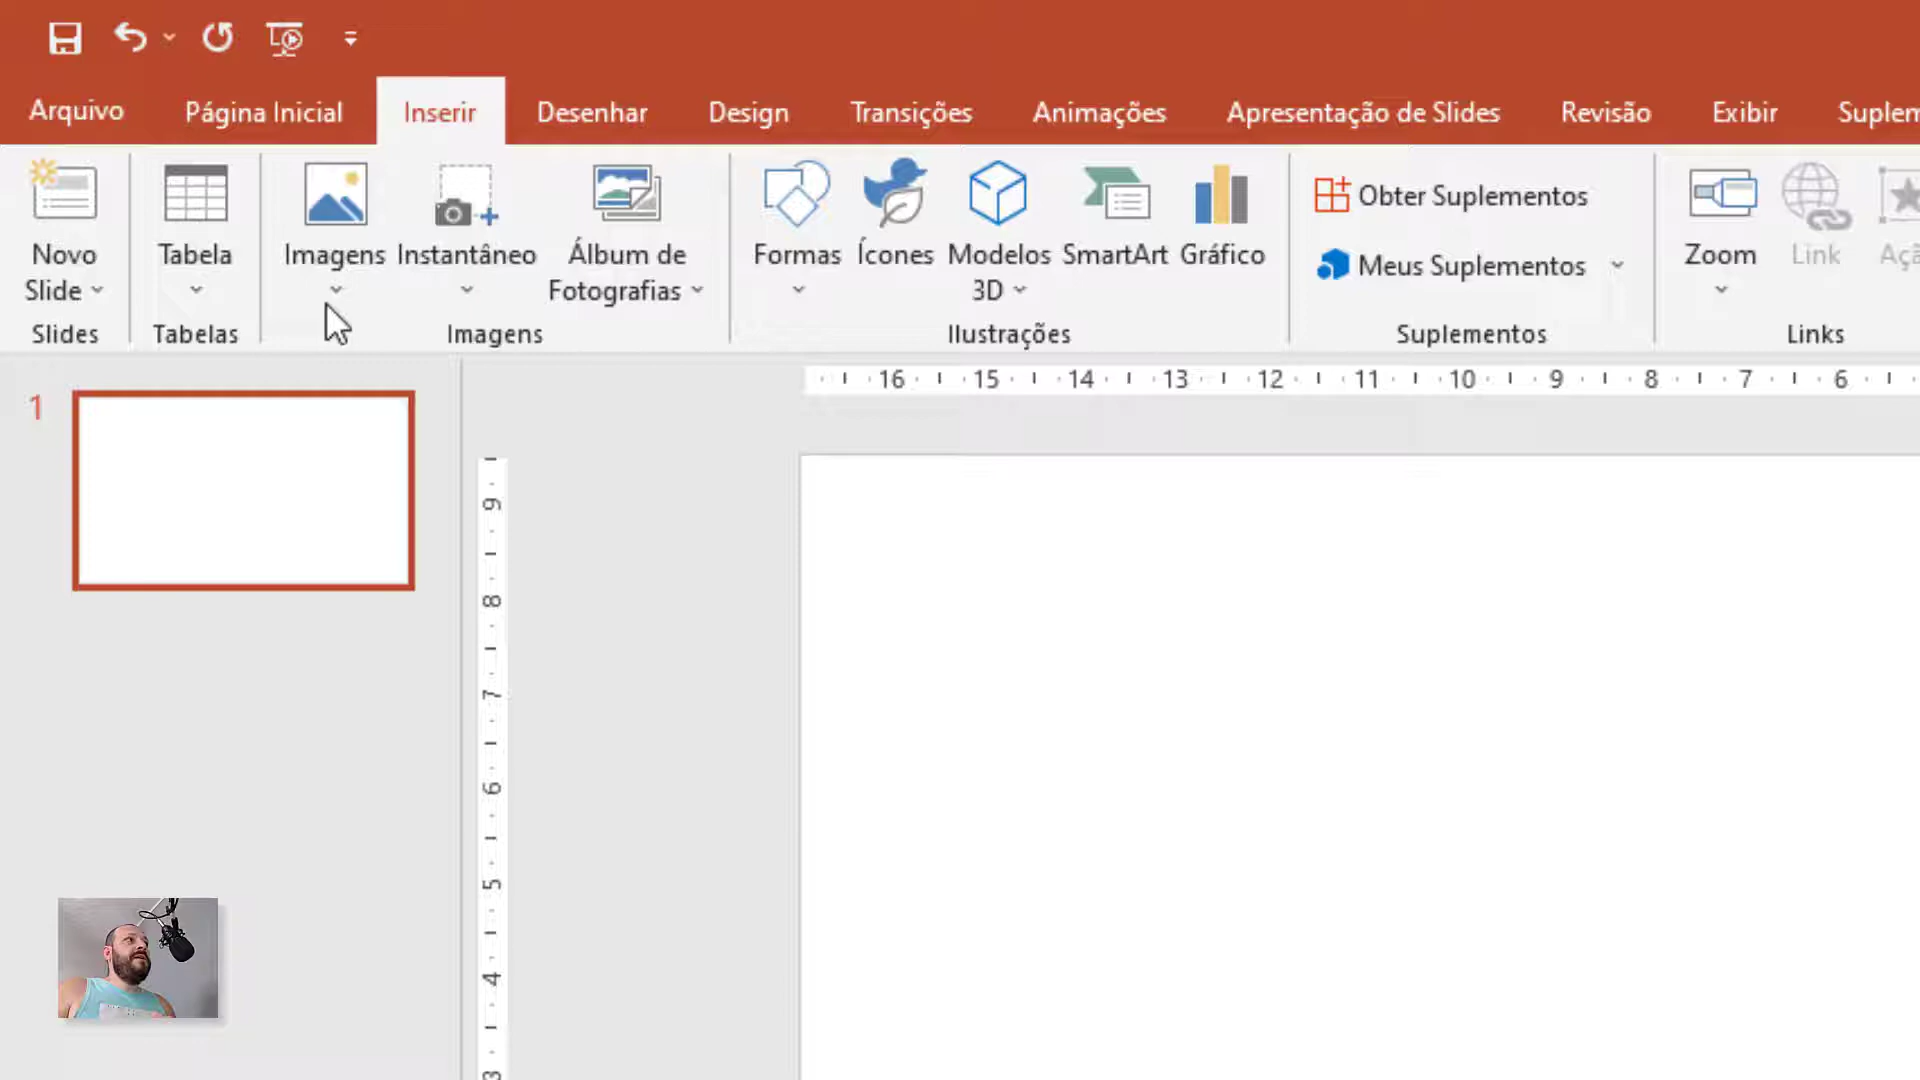 Arquivo Página Inicial Inserir Desenhar Design Transições Animações Apresentação de Slides Revisão Exibir Suplem
Novo
Slide
Tabela
Imagens
Instantâneo
Álbum de
Fotografias
Formas
Ícones
Modelos
3D
SmartArt
Gráfico
Obter Suplementos
Meus Suplementos
Zoom
Link
Açã
Slides Tabelas Imagens Ilustrações Suplementos Links
16 15 14 13 12 11 10 9 8 7 6
1
9
8
7
6
5
4
3